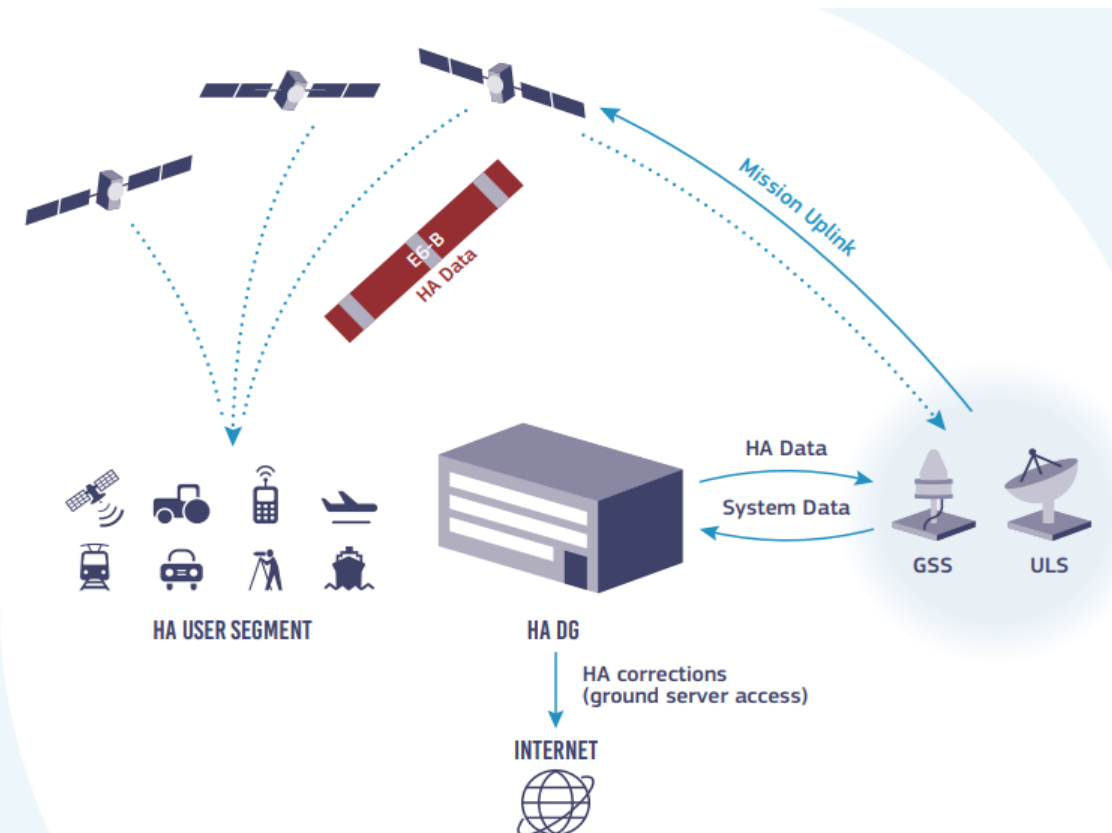 Mission Uplink
E6-B
HA Data
HA Data
System Data
GSS
ULS
HA USER SEGMENT
HA DG
HA corrections
(ground server access)
INTERNET